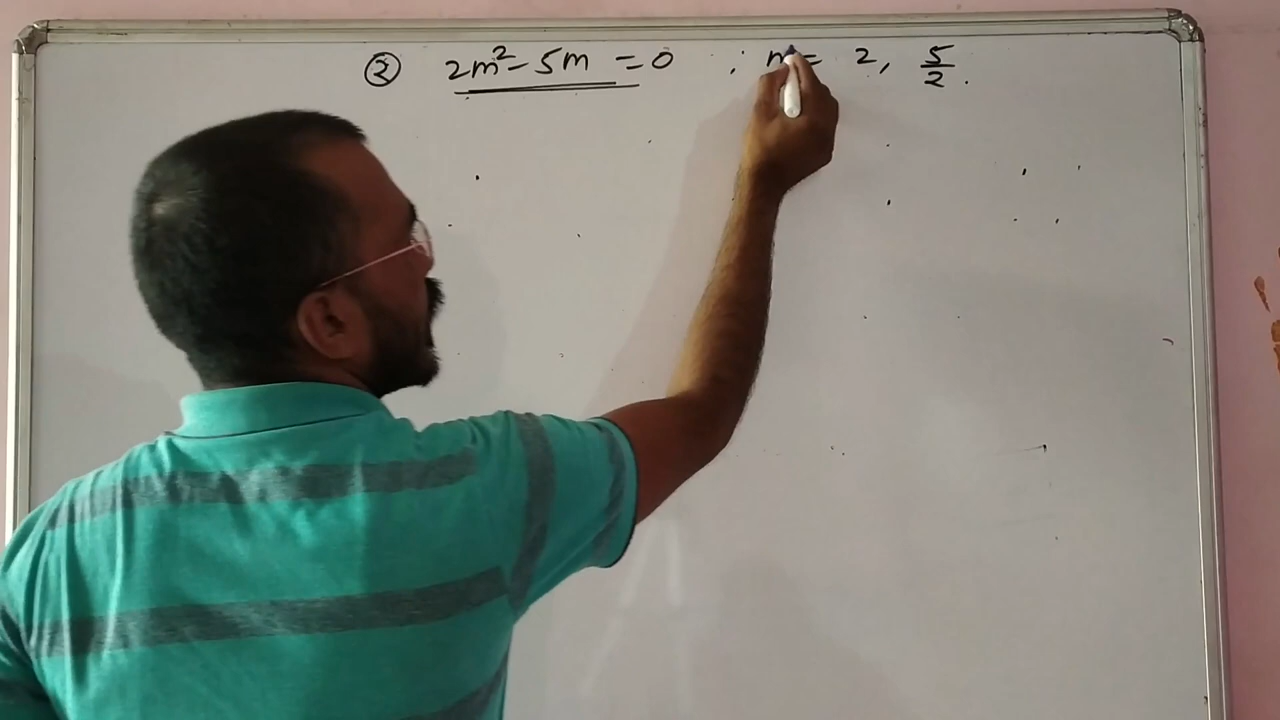 ② 2m² - 5m = 0 ; m = 2, 5/2.